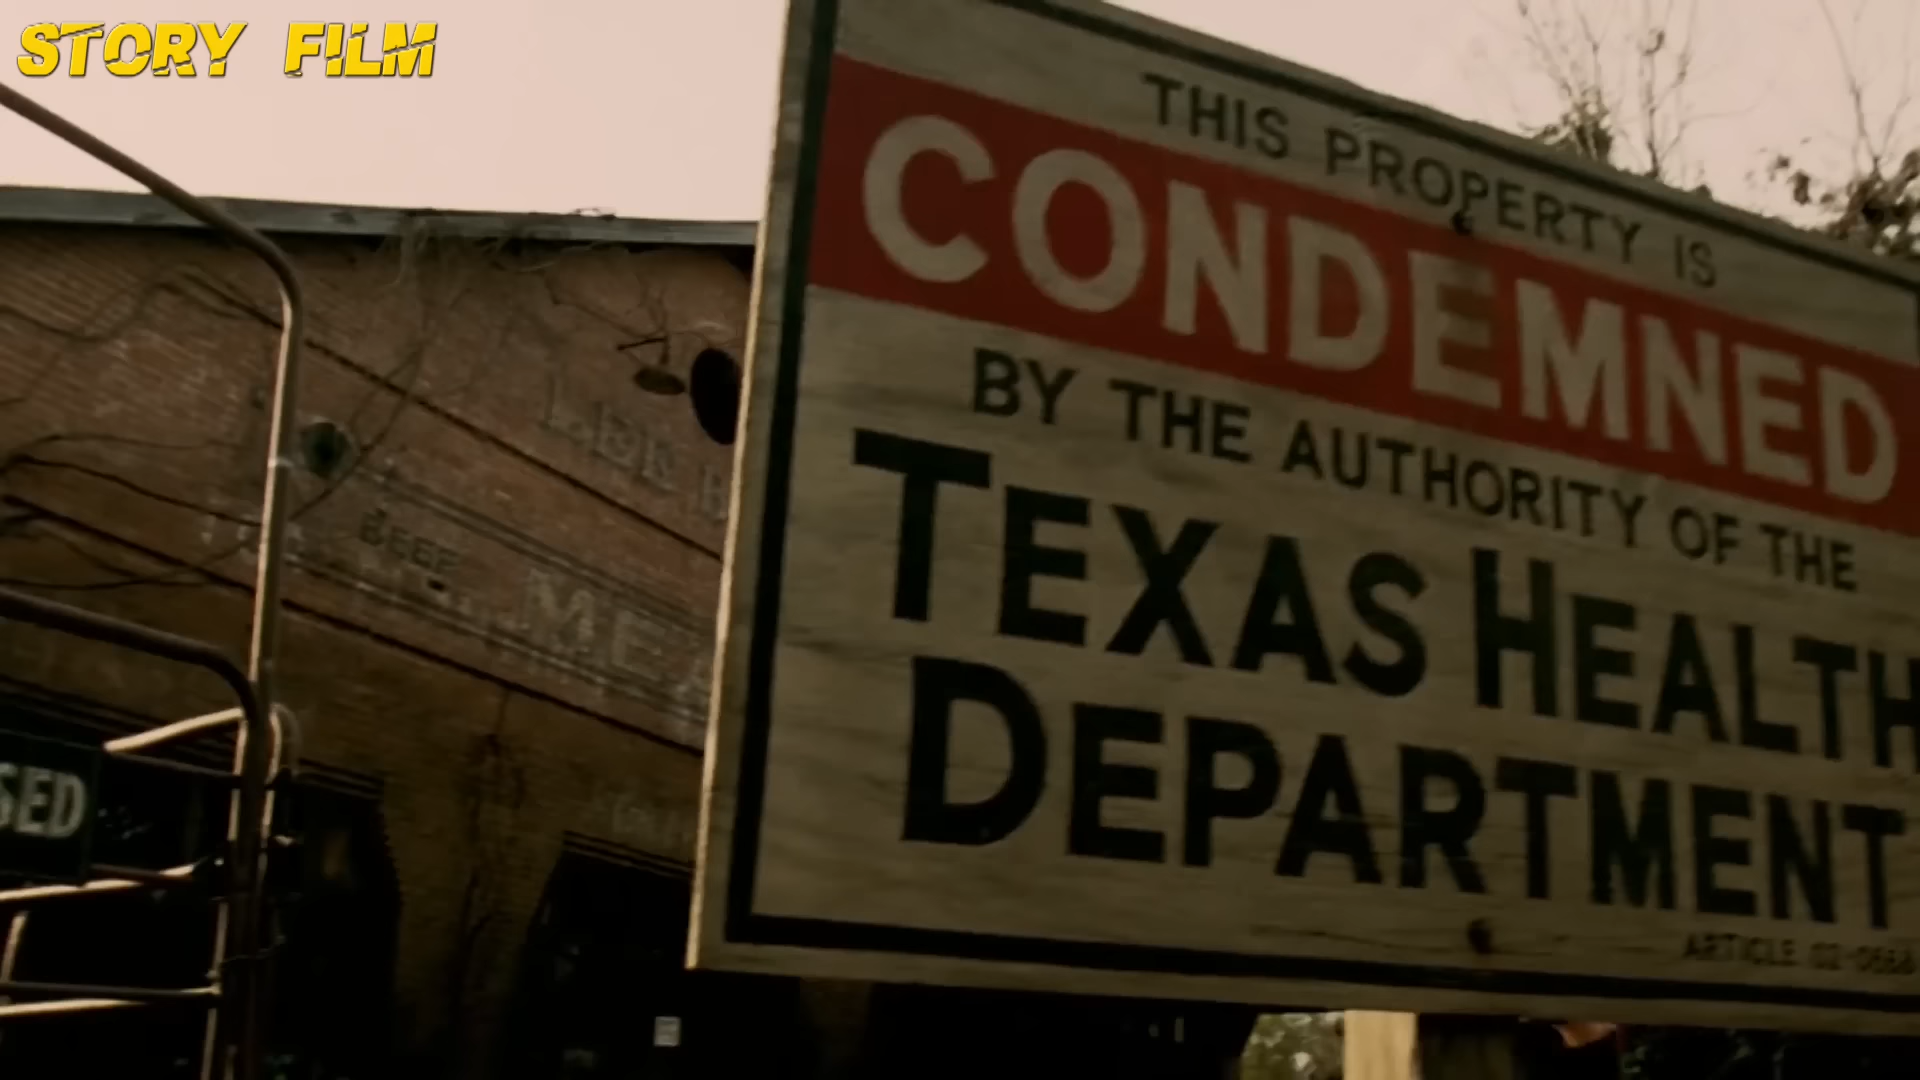 STORY FILM
THIS PROPERTY IS
CONDEMNED
BY THE AUTHORITY OF THE
TEXAS HEALTH
DEPARTMENT
BEEF
SED